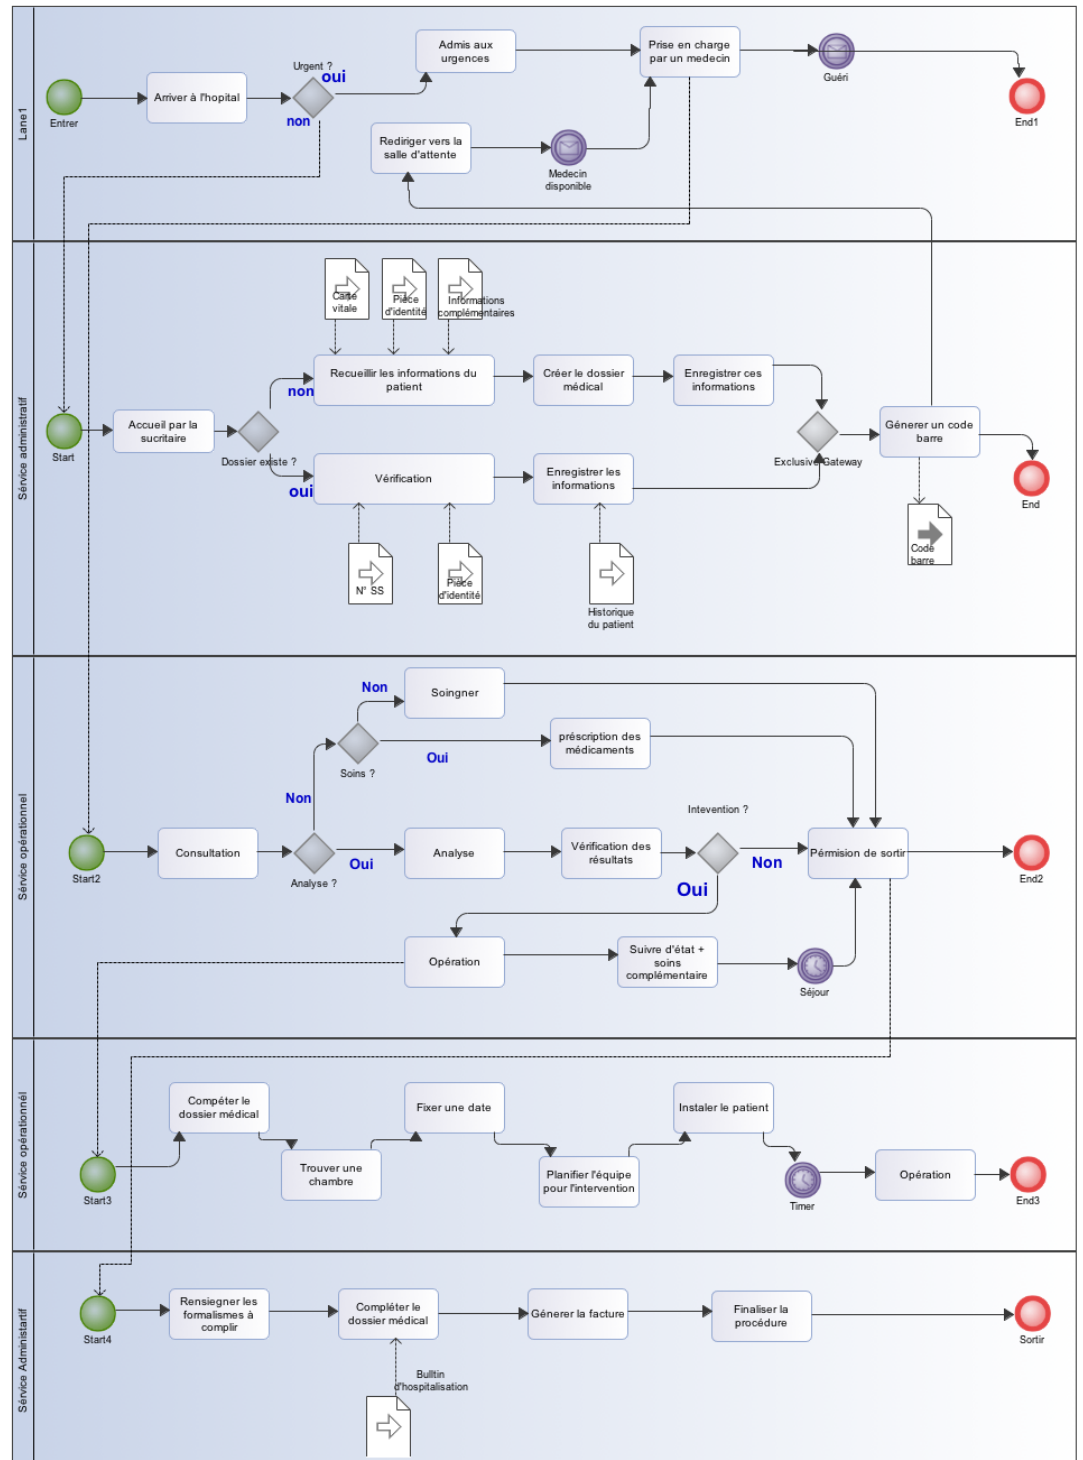 Lane1
Entrer
Arriver à l'hopital
Urgent ?
oui
non
Admis aux
urgences
Prise en charge
par un medecin
Guéri
End1
Rediriger vers la
salle d'attente
Medecin
disponible
Sérvice administratif
Carte
vitale
Pièce
d'identité
Informations
complémentaires
Start
Accueil par la
sucritaire
Dossier existe ?
non
oui
Recueillir les informations du
patient
Créer le dossier
médical
Enregistrer ces
informations
Vérification
Enregistrer les
informations
Exclusive Gateway
Génerer un code
barre
End
N° SS
Pièce
d'identité
Historique
du patient
Code
barre
Sérvice opérationnel
Non
Soingner
Soins ?
Oui
préscription des
médicaments
Non
Intevention ?
Start2
Consultation
Analyse ?
Oui
Analyse
Vérification des
résultats
Non
Oui
Pérmision de sortir
End2
Opération
Suivre d'état +
soins
complémentaire
Séjour
Sérvice opérationnél
Compéter le
dossier médical
Fixer une date
Instaler le patient
Start3
Trouver une
chambre
Planifier l'équipe
pour l'intervention
Timer
Opération
End3
Sérvice Administartif
Start4
Rensiegner les
formalismes à
complir
Compléter le
dossier médical
Génerer la facture
Finaliser la
procédure
Sortir
Bulltin
d'hospitalisation